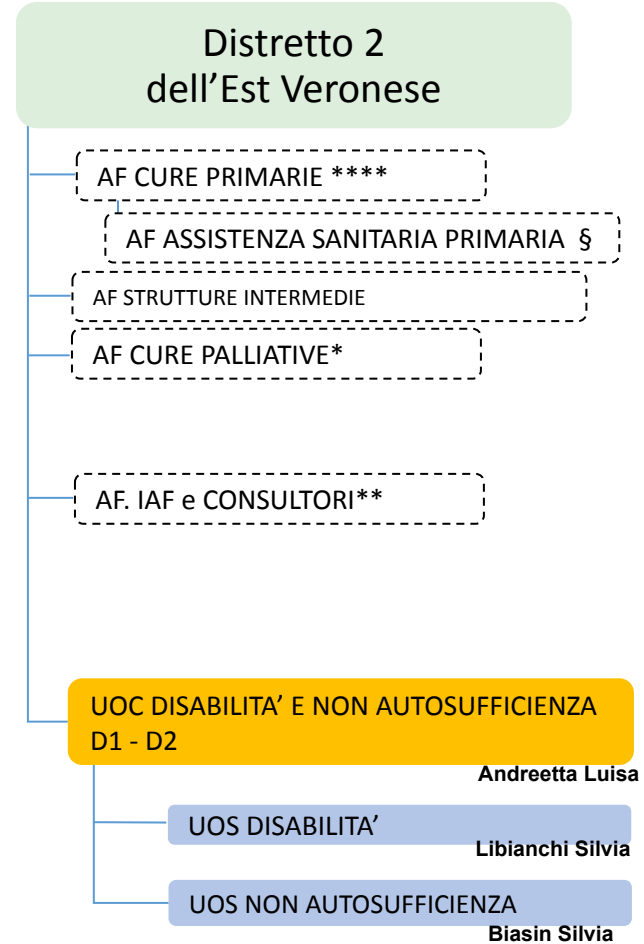 Distretto 2
dell’Est Veronese
AF CURE PRIMARIE ****
AF ASSISTENZA SANITARIA PRIMARIA §
AF STRUTTURE INTERMEDIE
AF CURE PALLIATIVE*
AF. IAF e CONSULTORI**
UOC DISABILITA’ E NON AUTOSUFFICIENZA
D1 - D2
Andreetta Luisa
UOS DISABILITA’
Libianchi Silvia
UOS NON AUTOSUFFICIENZA
Biasin Silvia